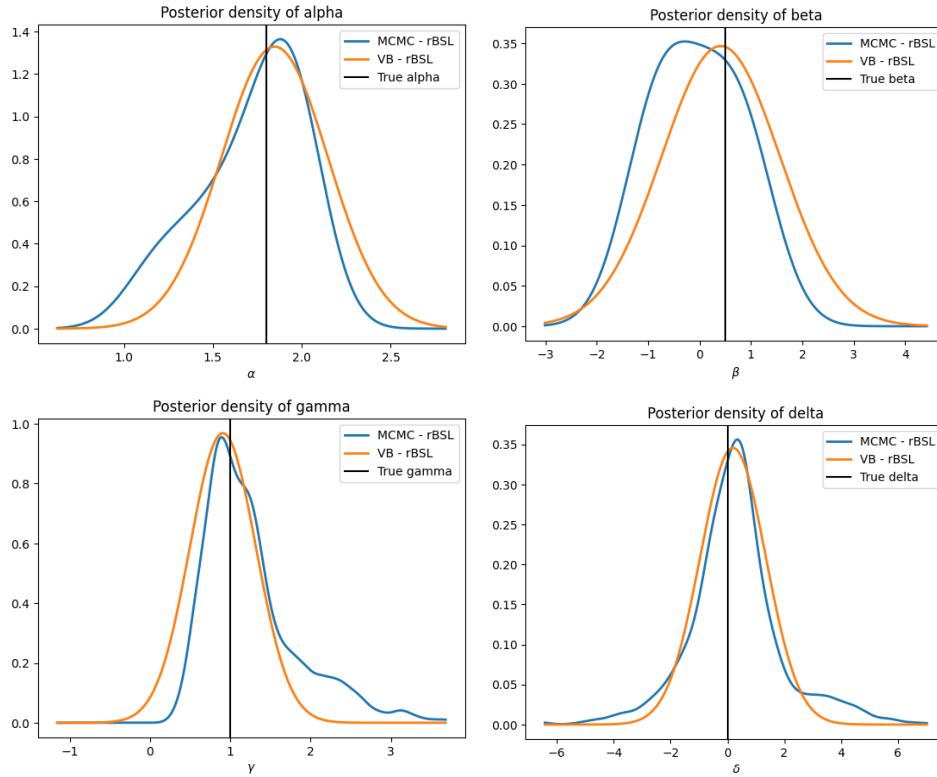 Posterior density of alpha
1.4
1.2
1.0
0.8
0.6
0.4
0.2
0.0
MCMC - rBSL
VB - rBSL
True alpha
1.0 1.5 2.0 2.5
α
Posterior density of beta
0.35
0.30
0.25
0.20
0.15
0.10
0.05
0.00
MCMC - rBSL
VB - rBSL
True beta
−3 −2 −1 0 1 2 3 4
β
Posterior density of gamma
1.0
0.8
0.6
0.4
0.2
0.0
MCMC - rBSL
VB - rBSL
True gamma
−1 0 1 2 3
γ
Posterior density of delta
0.35
0.30
0.25
0.20
0.15
0.10
0.05
0.00
MCMC - rBSL
VB - rBSL
True delta
−6 −4 −2 0 2 4 6
δ